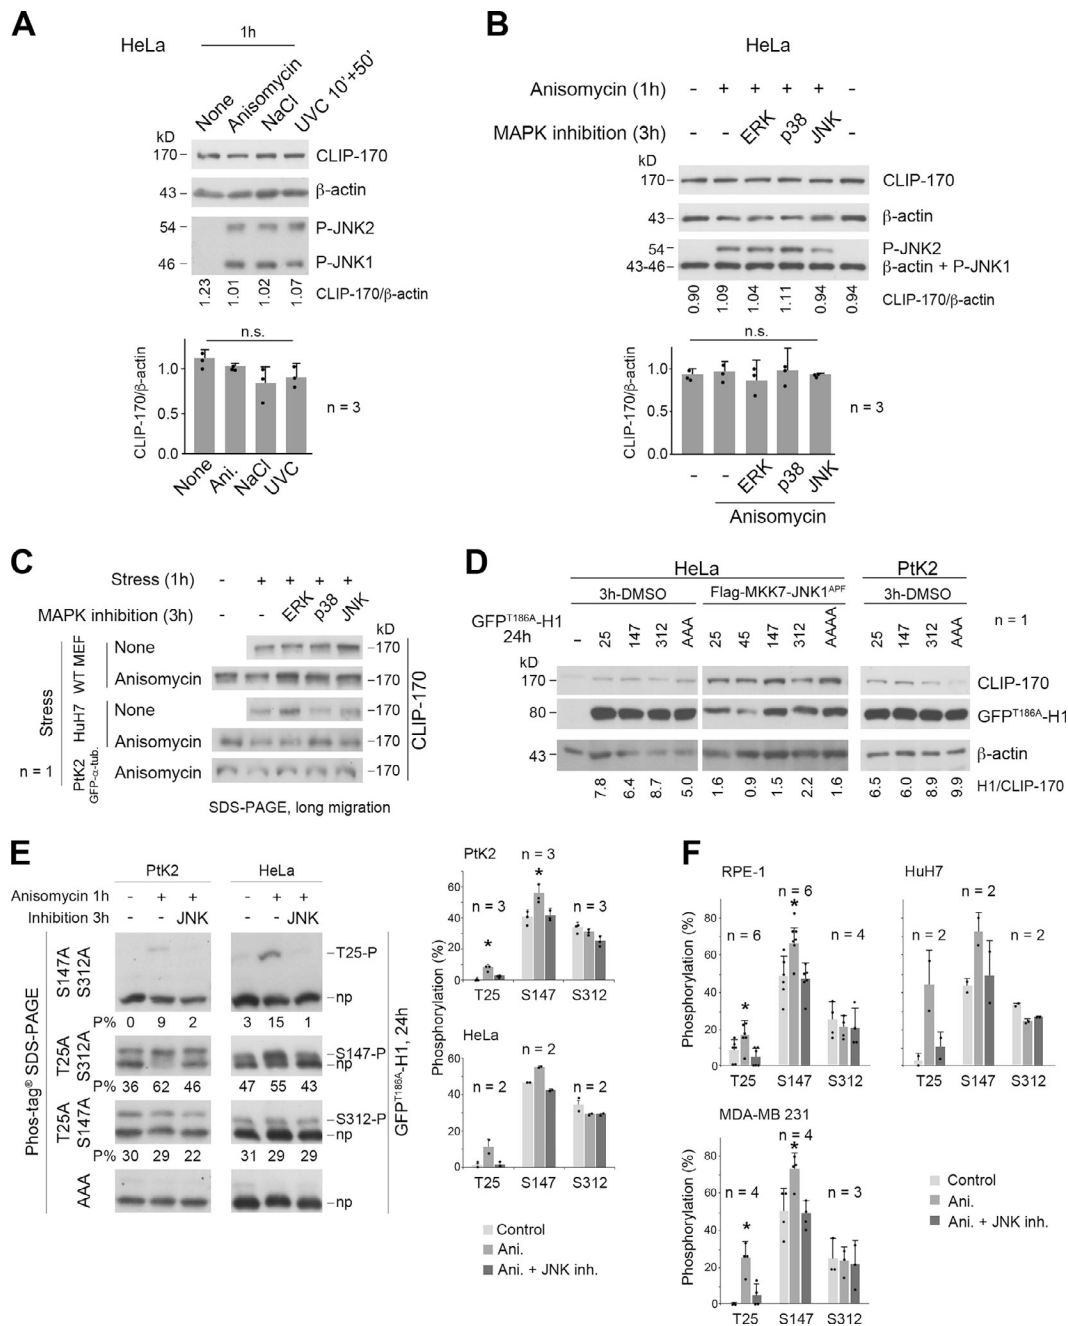 A
HeLa
1h
None
Anisomycin
NaCl
UVC 10'+50'
kD
170
CLIP-170
43
β-actin
54
P-JNK2
46
P-JNK1
1.23 1.01 1.02 1.07 CLIP-170/β-actin
n.s.
CLIP-170/β-actin
1.0
0.5
0.0
n = 3
None Ani. NaCl UVC
B
HeLa
Anisomycin (1h) - + + + + -
MAPK inhibition (3h) - - ERK p38 JNK -
kD
170 CLIP-170
43 β-actin
54 P-JNK2
43-46 β-actin + P-JNK1
0.90 1.09 1.04 1.11 0.94 0.94 CLIP-170/β-actin
n.s.
CLIP-170/β-actin
1.0
0.5
0.0
n = 3
- - ERK p38 JNK
Anisomycin
C
Stress (1h) - + + + +
MAPK inhibition (3h) - - ERK p38 JNK
kD
Stress
WT MEF
None -170
Anisomycin -170
HuH7
None -170
Anisomycin -170
n = 1
PtK2
GFP-α-tub.
Anisomycin -170
CLIP-170
SDS-PAGE, long migration
D
HeLa PtK2
3h-DMSO Flag-MKK7-JNK1APF 3h-DMSO
GFPT186A-H1
24h
- 25 147 312 AAA 25 45 147 312 AAAA 25 147 312 AAA
n = 1
kD
170 CLIP-170
80 GFPT186A-H1
43 β-actin
7.8 6.4 8.7 5.0 1.6 0.9 1.5 2.2 1.6 6.5 6.0 8.9 9.9 H1/CLIP-170
E
PtK2 HeLa
Anisomycin 1h - + + - + +
Inhibition 3h - - JNK - - JNK
Phos-tag® SDS-PAGE
S147A
S312A
T25-P
np
P% 0 9 2 3 15 1
T25A
S312A
S147-P
np
P% 36 62 46 47 55 43
T25A
S147A
S312-P
np
P% 30 29 22 31 29 29
AAA
np
GFPT186A-H1, 24h
PtK2
n = 3
*
n = 3
*
n = 3
60
40
20
0
T25 S147 S312
Phosphorylation (%)
HeLa
n = 2
n = 2
n = 2
60
40
20
0
T25 S147 S312
Control
Ani.
Ani. + JNK inh.
F
RPE-1
n = 6
*
n = 6
*
n = 4
Phosphorylation (%)
80
60
40
20
0
T25 S147 S312
HuH7
n = 2
n = 2
n = 2
T25 S147 S312
MDA-MB 231
n = 4
*
n = 4
*
n = 3
Phosphorylation (%)
80
60
40
20
0
T25 S147 S312
Control
Ani.
Ani. + JNK inh.